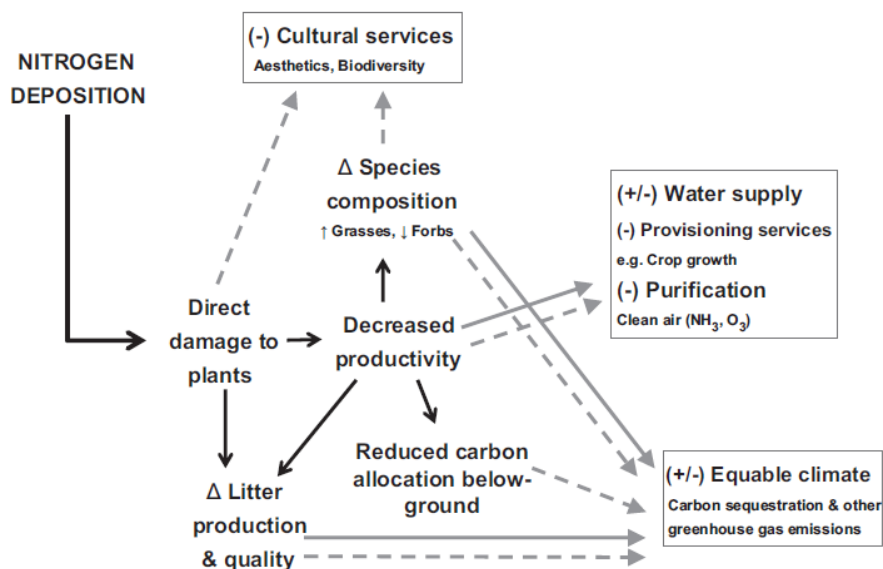 NITROGEN
DEPOSITION
(-) Cultural services
Aesthetics, Biodiversity
Δ Species
composition
↑ Grasses, ↓ Forbs
(+/-) Water supply
(-) Provisioning services
e.g. Crop growth
(-) Purification
Clean air (NH₃, O₃)
Direct
damage to
plants
Decreased
productivity
Reduced carbon
allocation below-
ground
Δ Litter
production
& quality
(+/-) Equable climate
Carbon sequestration & other
greenhouse gas emissions